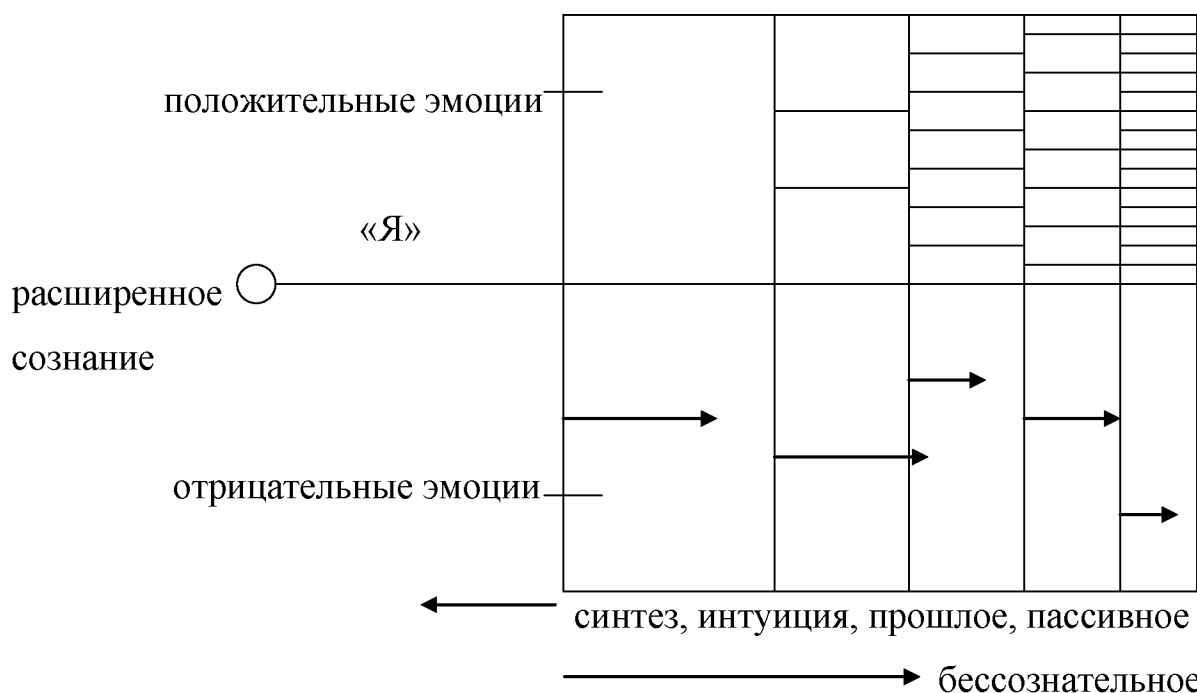 положительные эмоции
«Я»
расширенное
сознание
отрицательные эмоции
синтез, интуиция, прошлое, пассивное
бессознательное